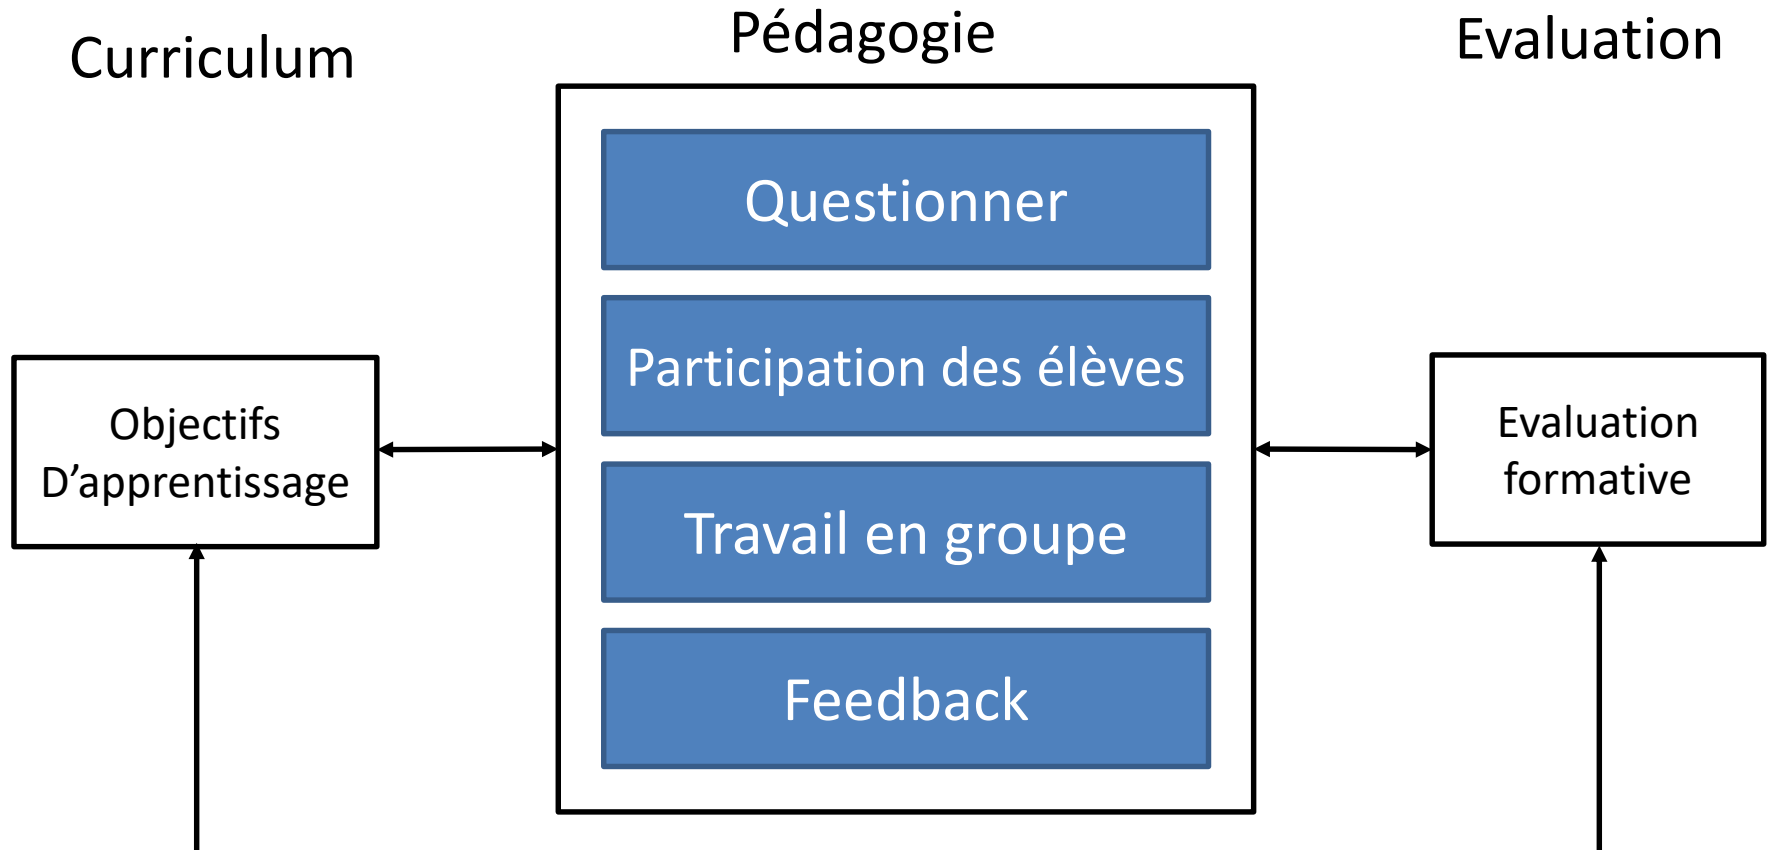 Curriculum
Pédagogie
Evaluation
Questionner
Participation des élèves
Travail en groupe
Feedback
Objectifs
D’apprentissage
Evaluation
formative